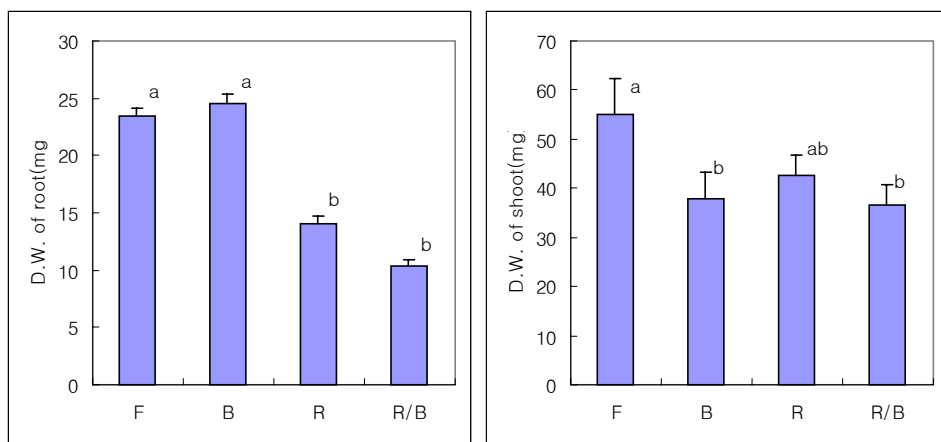 D.W. of root(mg
30
25
20
15
10
5
0
a
a
b
b
F B R R/B
D.W. of shoot(mg
70
60
50
40
30
20
10
0
a
b
ab
b
F B R R/B